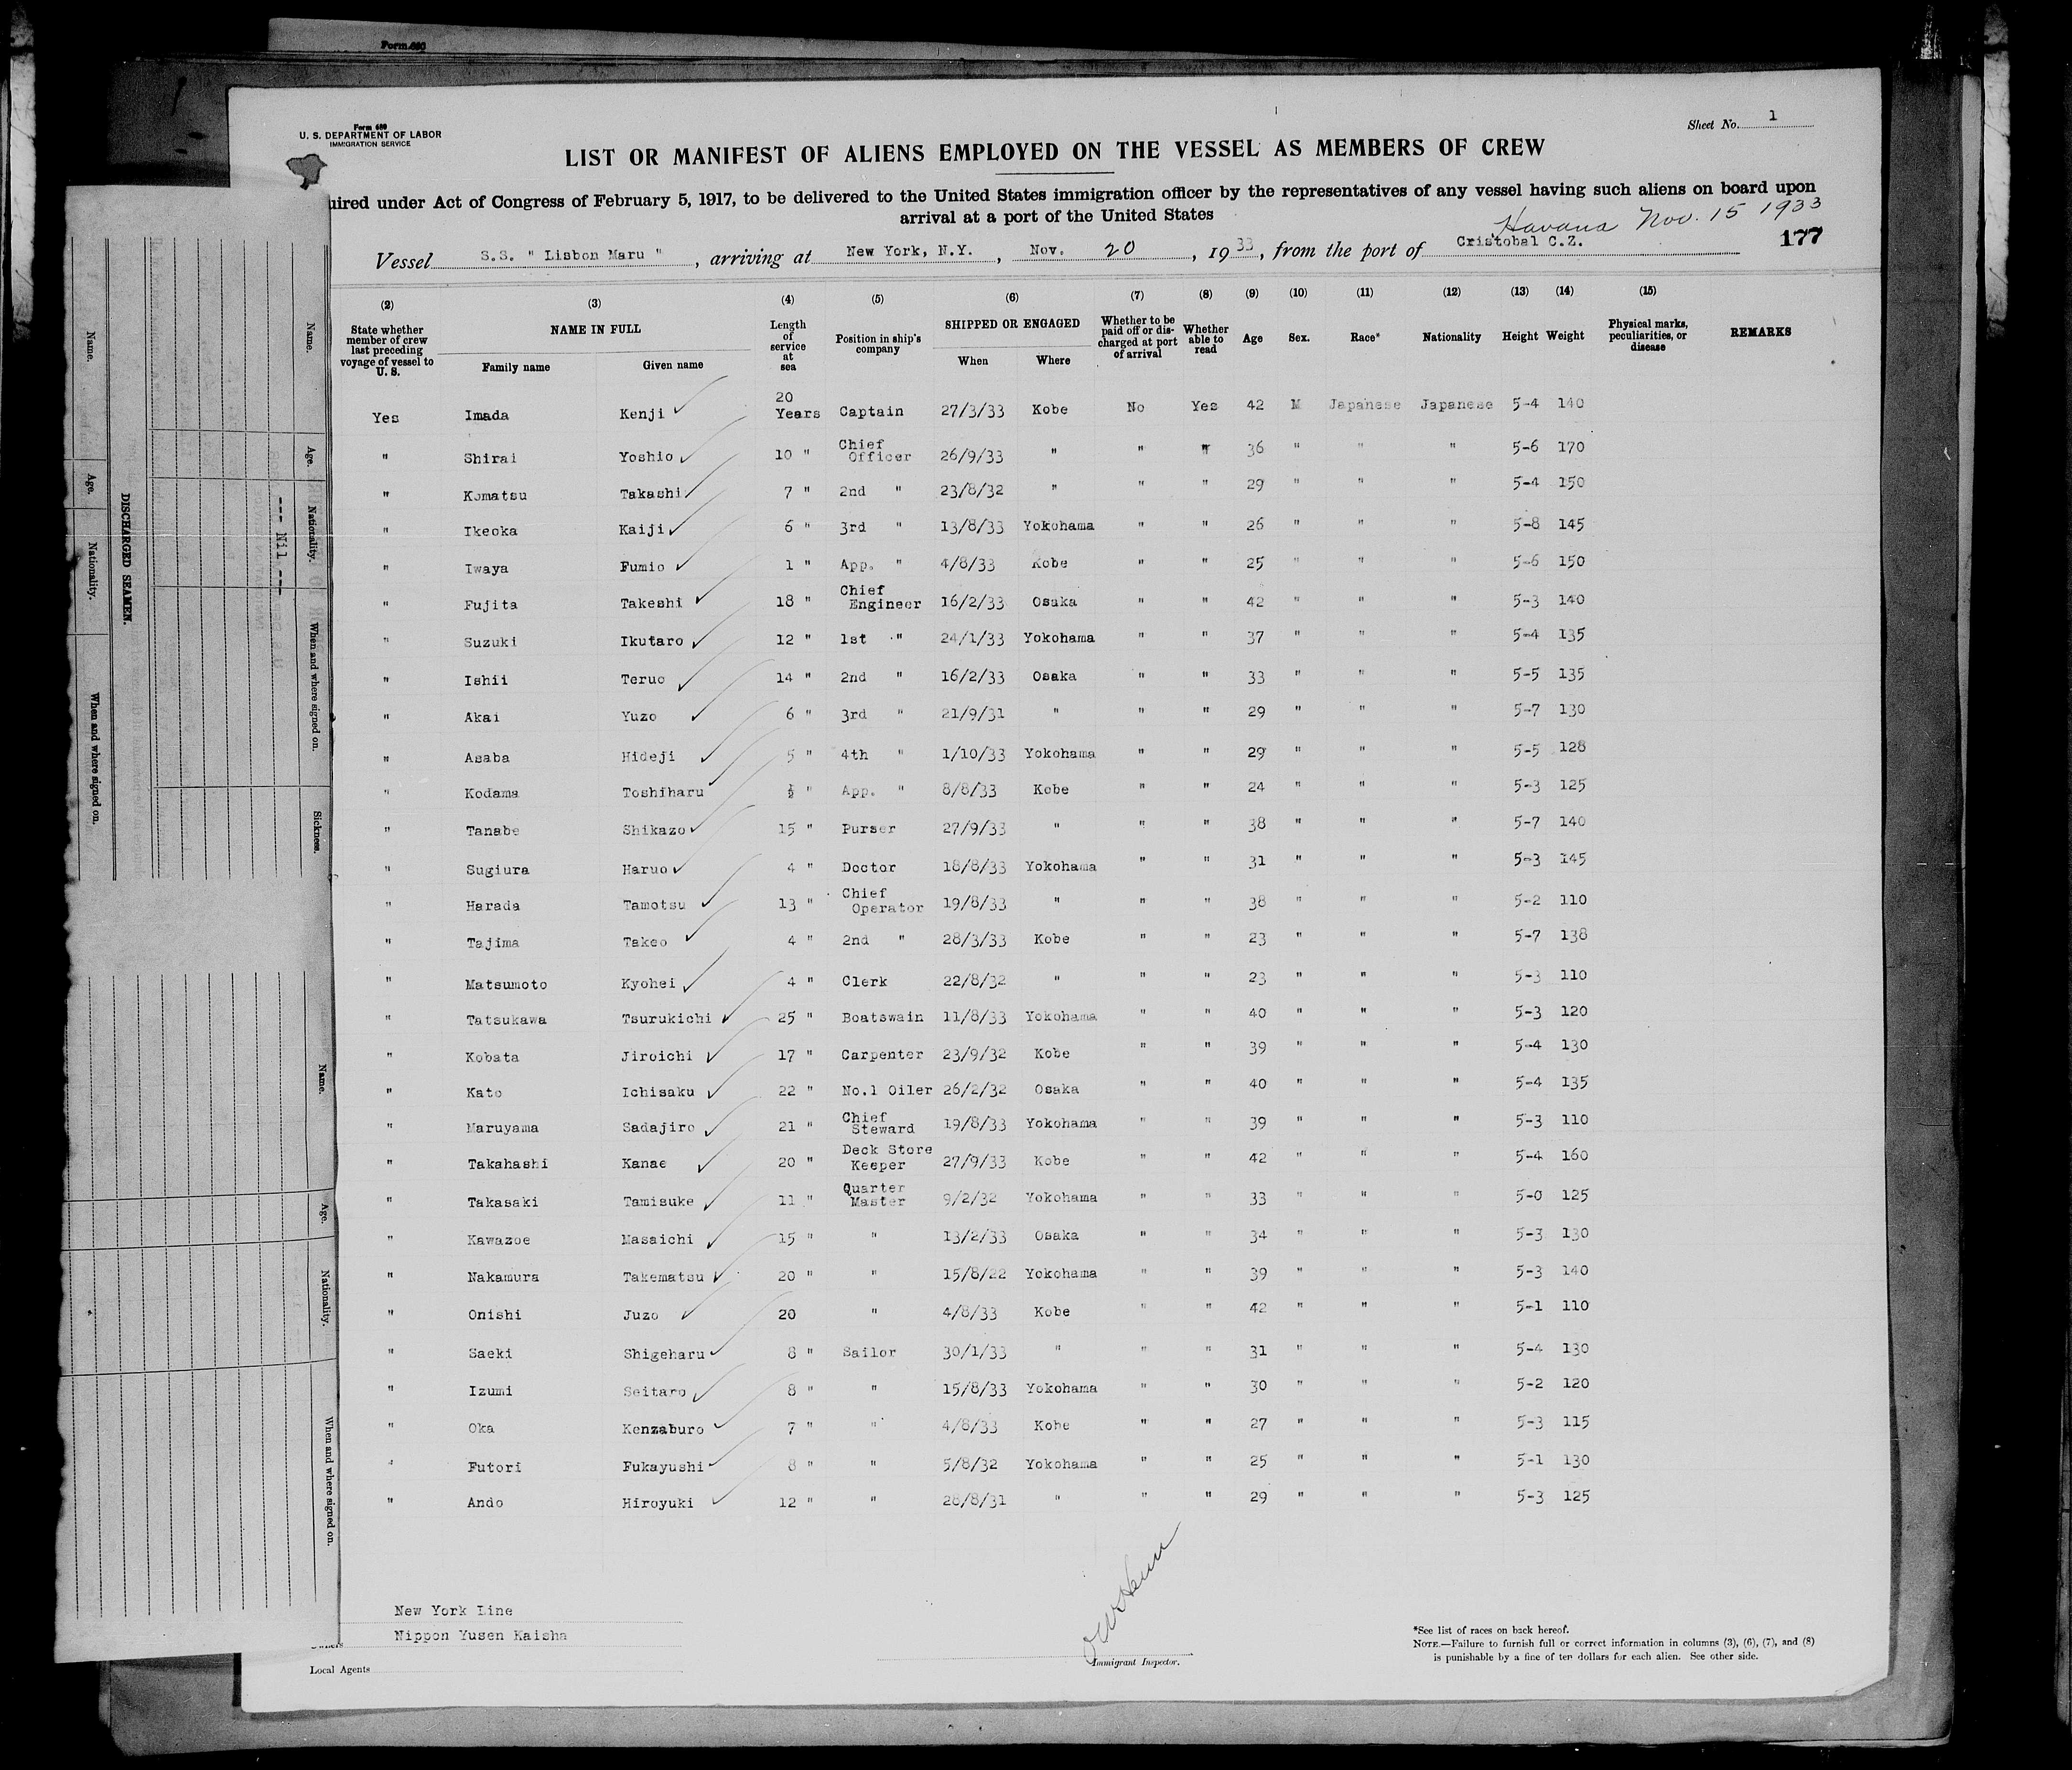 Form 680
Form 680
U. S. DEPARTMENT OF LABOR
IMMIGRATION SERVICE
Sheet No. 1
LIST OR MANIFEST OF ALIENS EMPLOYED ON THE VESSEL AS MEMBERS OF CREW
uired under Act of Congress of February 5, 1917, to be delivered to the United States immigration officer by the representatives of any vessel having such aliens on board upon
arrival at a port of the United States
Havana Nov. 15 1933
Vessel S.S. " Lisbon Maru ", arriving at New York, N.Y., Nov. 20, 1933, from the port of Cristobal C.Z. 177
(2) (3) (4) (5) (6) (7) (8) (9) (10) (11) (12) (13) (14) (15)
State whether member of crew last preceding voyage of vessel to U. S. NAME IN FULL Family name Given name Length of service at sea Position in ship's company SHIPPED OR ENGAGED When Where Whether to be paid off or discharged at port of arrival Whether able to read Age Sex. Race* Nationality Height Weight Physical marks, peculiarities, or disease REMARKS
Yes Imada Kenji 20 Years Captain 27/3/33 Kobe No Yes 42 M Japanese Japanese 5-4 140
" Shirai Yoshio 10 " Chief Officer 26/9/33 " " " 36 " " " 5-6 170
" Komatsu Takashi 7 " 2nd " 23/8/32 " " " 29 " " " 5-4 150
" Ikeoka Kaiji 6 " 3rd " 13/8/33 Yokohama " " 26 " " " 5-8 145
" Iwaya Fumio 1 " App. " 4/8/33 Kobe " " 25 " " " 5-6 150
" Fujita Takeshi 18 " Chief Engineer 16/2/33 Osaka " " 42 " " " 5-3 140
" Suzuki Ikutaro 12 " 1st " 24/1/33 Yokohama " " 37 " " " 5-4 135
" Ishii Teruo 14 " 2nd " 16/2/33 Osaka " " 33 " " " 5-5 135
" Akai Yuzo 6 " 3rd " 21/9/31 " " " 29 " " " 5-7 130
" Asaba Hideji 5 " 4th " 1/10/33 Yokohama " " 29 " " " 5-5 128
" Kodama Toshiharu ½ " App. " 8/8/33 Kobe " " 24 " " " 5-3 125
" Tanabe Shikazo 15 " Purser 27/9/33 " " " 38 " " " 5-7 140
" Sugiura Haruo 4 " Doctor 18/8/33 Yokohama " " 31 " " " 5-3 145
" Harada Tamotsu 13 " Chief Operator 19/8/33 " " " 38 " " " 5-2 110
" Tajima Takeo 4 " 2nd " 28/3/33 Kobe " " 23 " " " 5-7 138
" Matsumoto Kyohei 4 " Clerk 22/8/32 " " " 23 " " " 5-3 110
" Tatsukawa Tsurukichi 25 " Boatswain 11/8/33 Yokohama " " 40 " " " 5-3 120
" Kobata Jiroichi 17 " Carpenter 23/9/32 Kobe " " 39 " " " 5-4 130
" Kato Ichisaku 22 " No.1 Oiler 26/2/32 Osaka " " 40 " " " 5-4 135
" Maruyama Sadajiro 21 " Chief Steward 19/8/33 Yokohama " " 39 " " " 5-3 110
" Takahashi Kanae 20 " Deck Store Keeper 27/9/33 Kobe " " 42 " " " 5-4 160
" Takasaki Tamisuke 11 " Quarter Master 9/2/32 Yokohama " " 33 " " " 5-0 125
" Kawazoe Masaichi 15 " " 13/2/33 Osaka " " 34 " " " 5-3 130
" Nakamura Takematsu 20 " " 15/8/22 Yokohama " " 39 " " " 5-3 140
" Onishi Juzo 20 " 4/8/33 Kobe " " 42 " " " 5-1 110
" Saeki Shigeharu 8 " Sailor 30/1/33 " " " 31 " " " 5-4 130
" Izumi Seitaro 8 " " 15/8/33 Yokohama " " 30 " " " 5-2 120
" Oka Kenzaburo 7 " " 4/8/33 Kobe " " 27 " " " 5-3 115
" Futori Fukayushi 8 " " 5/8/32 Yokohama " " 25 " " " 5-1 130
" Ando Hiroyuki 12 " " 28/8/31 " " " 29 " " " 5-3 125
New York Line
Owners Nippon Yusen Kaisha
Local Agents
Immigrant Inspector.
*See list of races on back hereof.
NOTE.—Failure to furnish full or correct information in columns (3), (6), (7), and (8)
is punishable by a fine of ten dollars for each alien. See other side.
Name. Age. Nationality. When and where signed on. Sickness.
--- Nil ---
DISCHARGED SEAMEN.
Name. Age. Nationality. When and where signed on.
Name. Age. Nationality. When and where signed on.